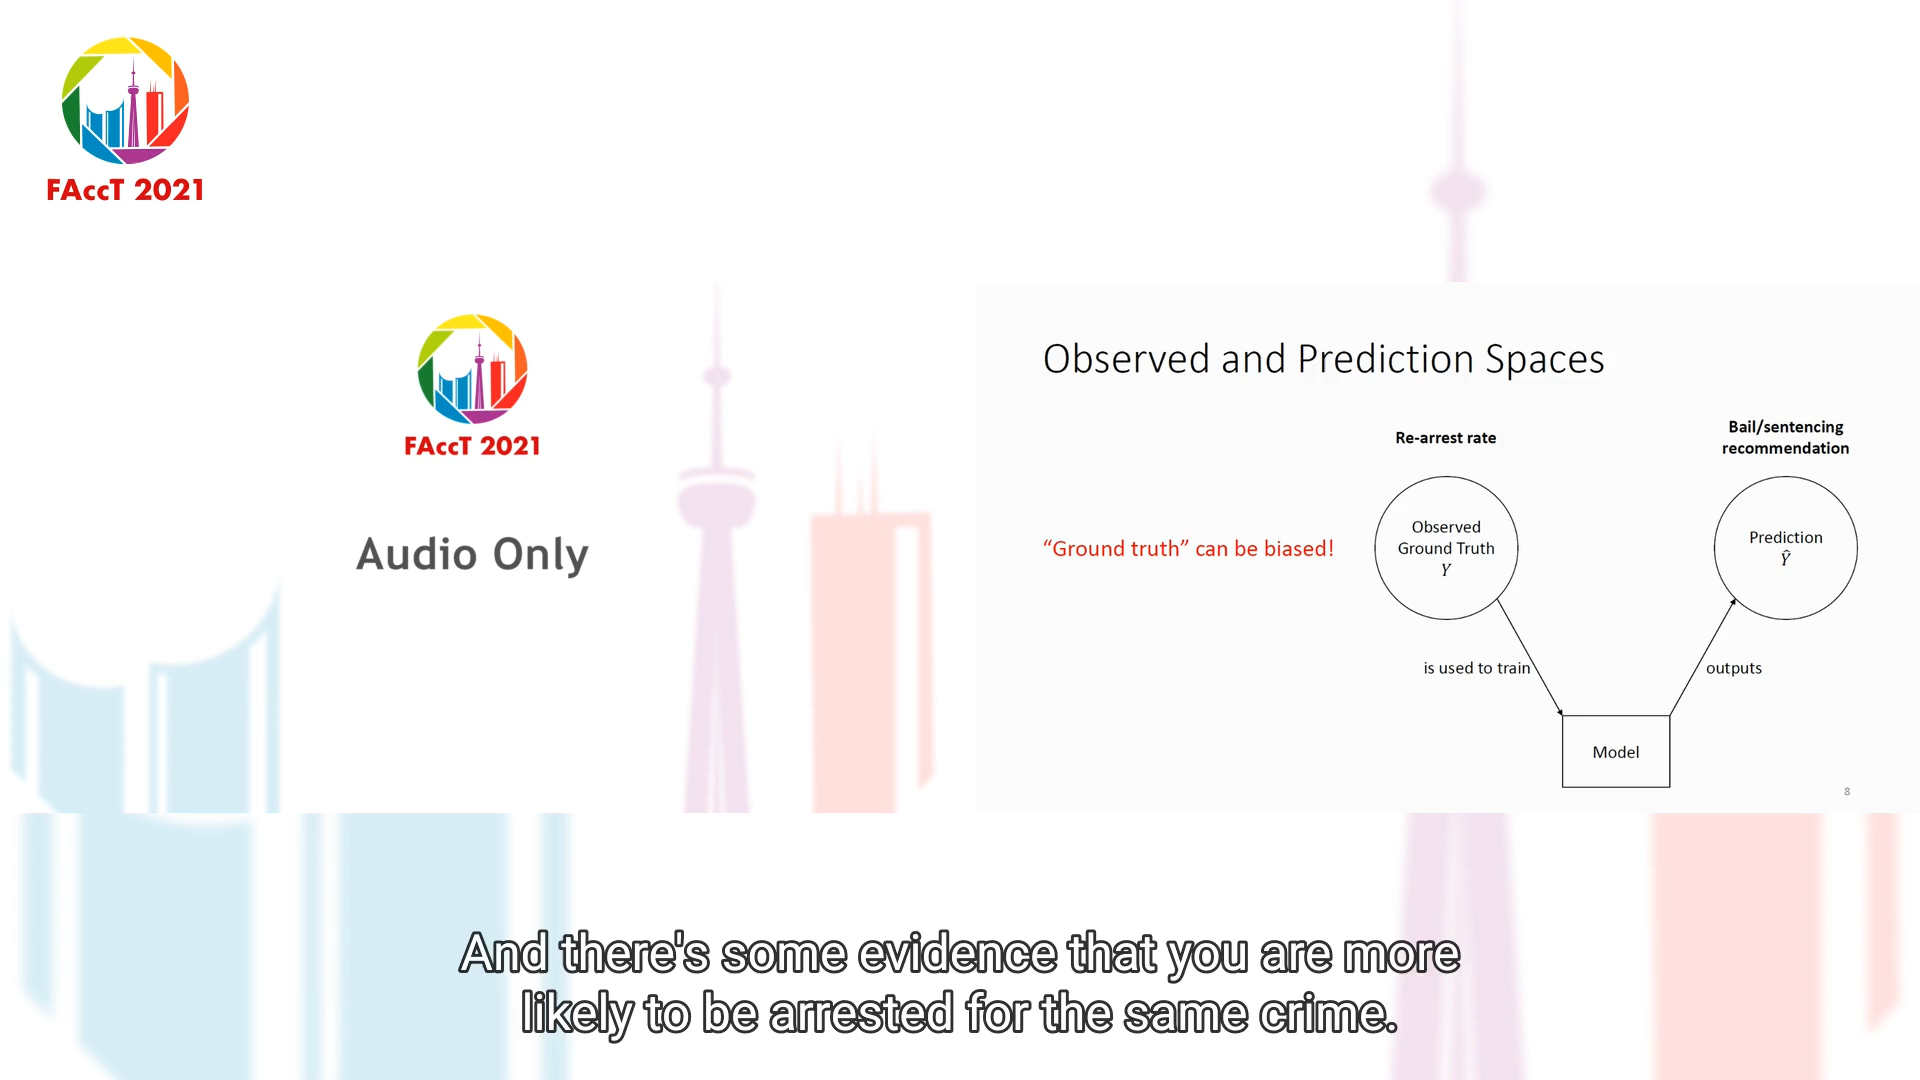 FAccT 2021
FAccT 2021
Audio Only
Observed and Prediction Spaces
Re-arrest rate
Bail/sentencing
recommendation
“Ground truth” can be biased!
Observed
Ground Truth
Y
Prediction
Ŷ
is used to train
outputs
Model
8
And there's some evidence that you are more
likely to be arrested for the same crime.